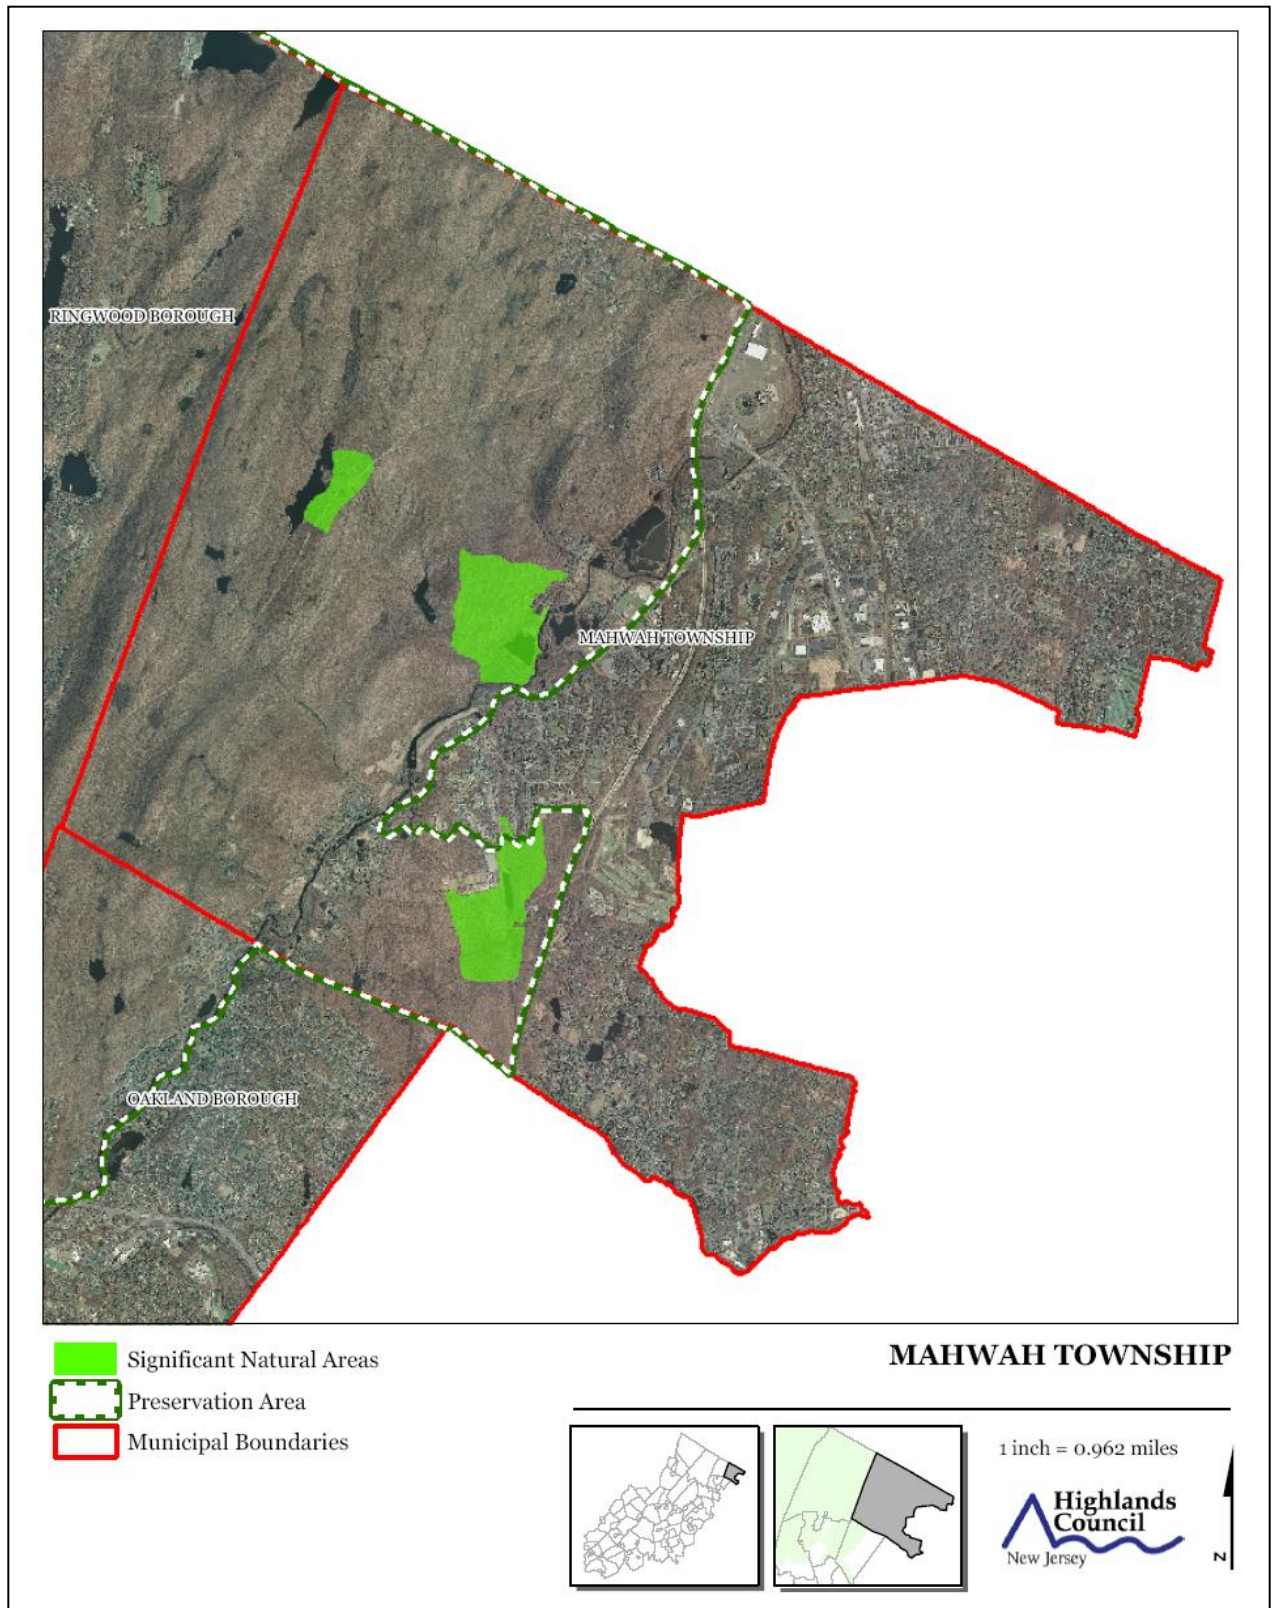 RINGWOOD BOROUGH
MAHWAH TOWNSHIP
OAKLAND BOROUGH
Significant Natural Areas
Preservation Area
Municipal Boundaries
MAHWAH TOWNSHIP
1 inch = 0.962 miles
Highlands
Council
New Jersey
N